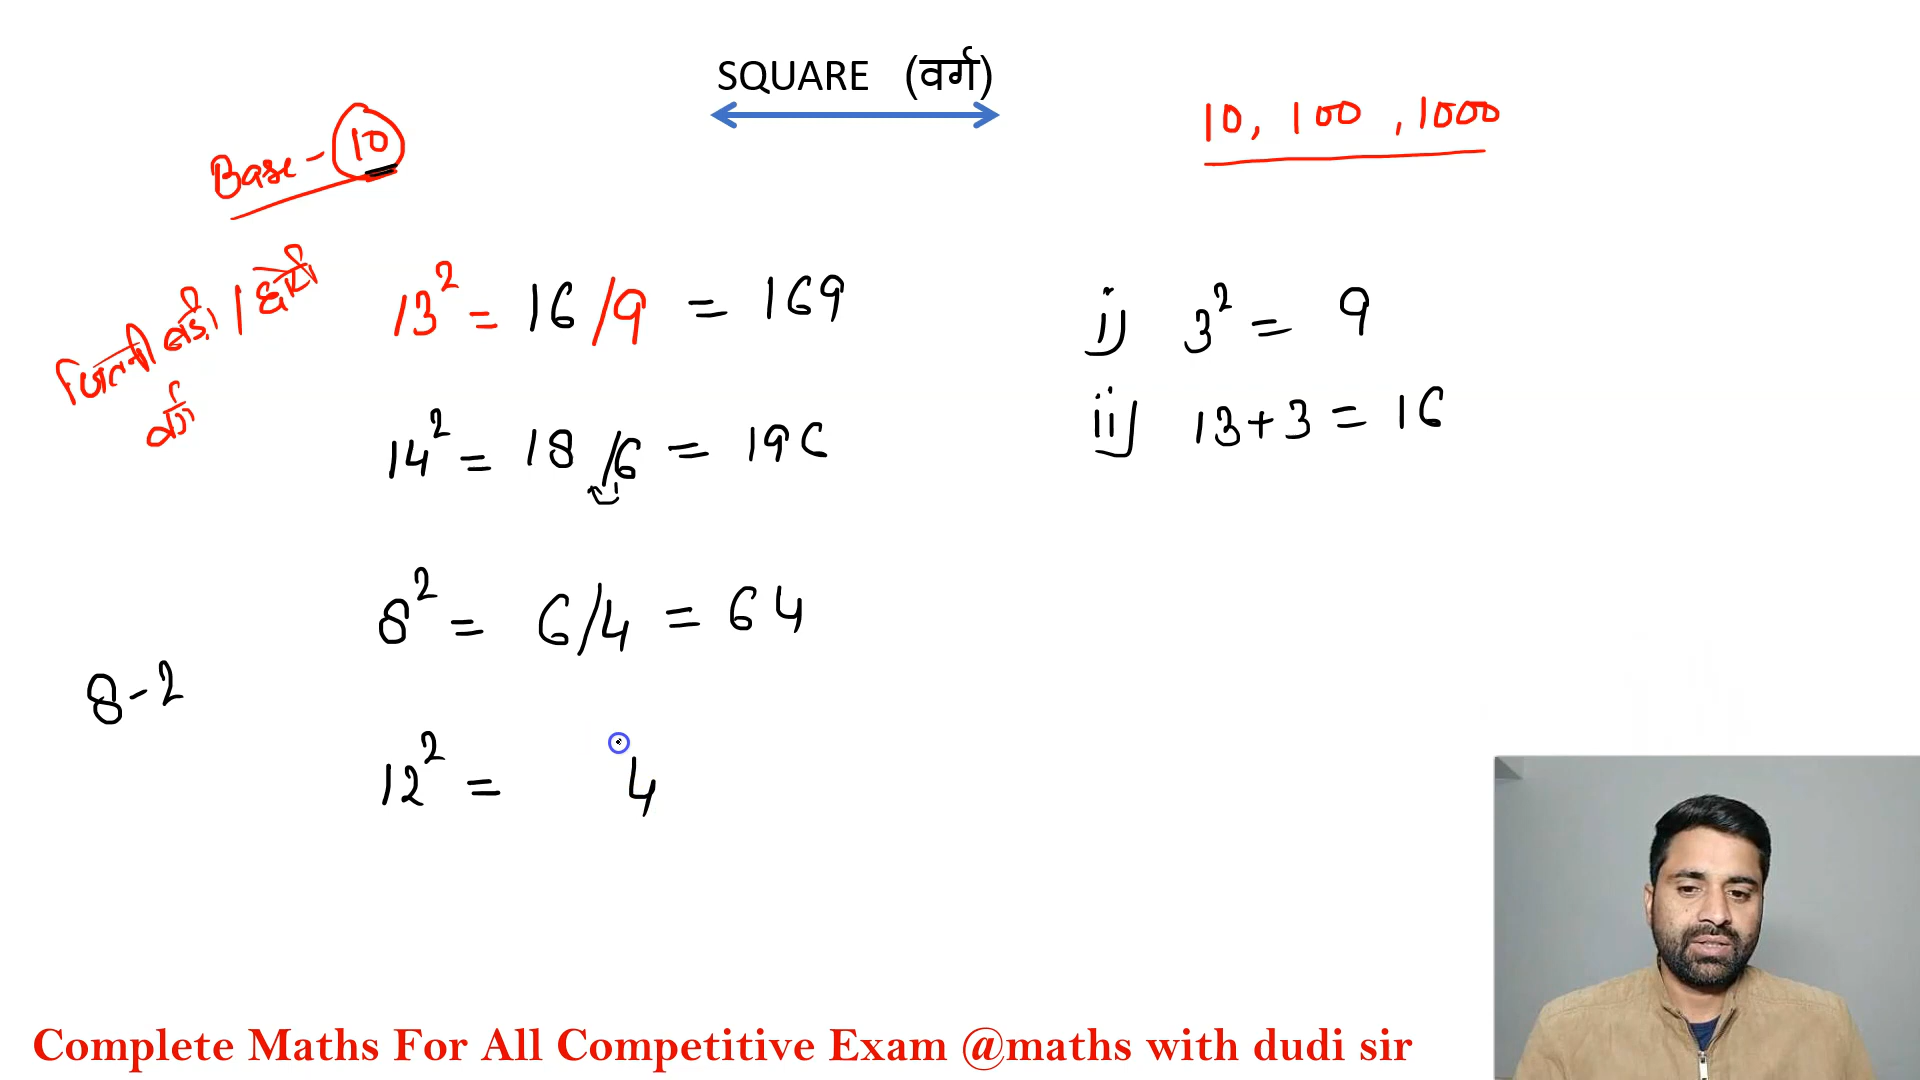 SQUARE (वर्ग)
10, 100, 1000
Base - 10
जितनी बड़ी । छोटी
वर्ग
13² = 16/9 = 169
i) 3² = 9
ii) 13+3 = 16
14² = 18 /6 = 196
1
8² = 6/4 = 64
8-2
12² = 4
Complete Maths For All Competitive Exam @maths with dudi sir